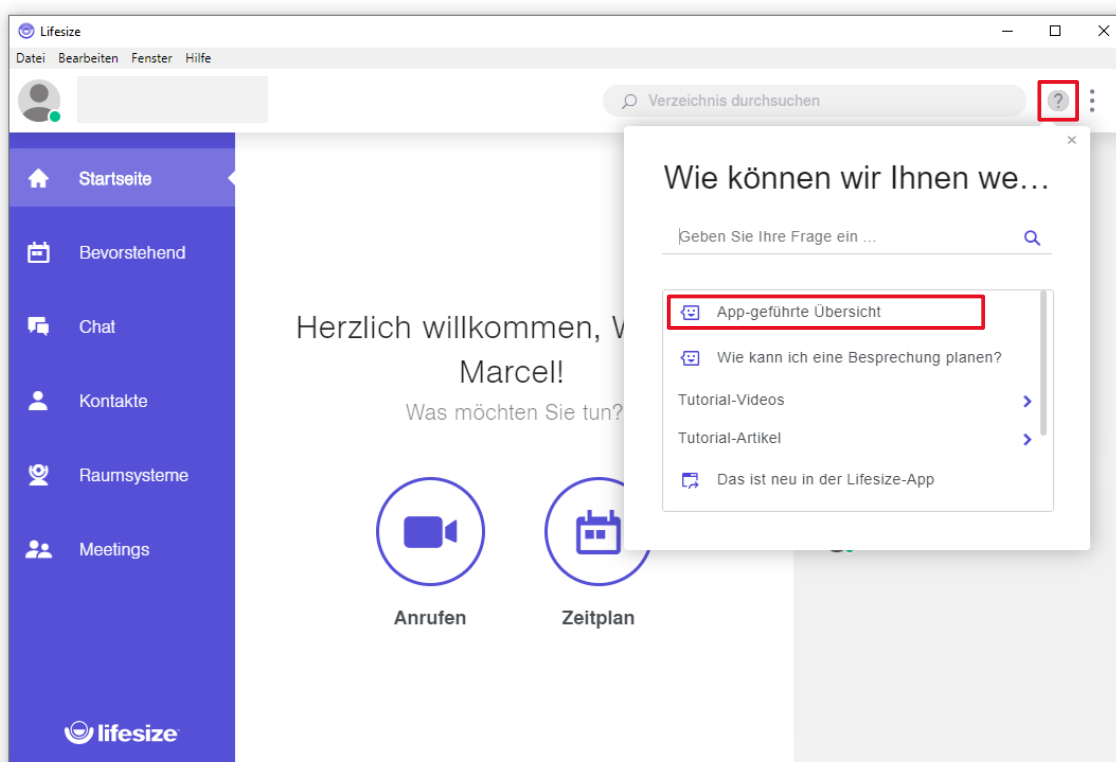 Lifesize
Datei Bearbeiten Fenster Hilfe
Verzeichnis durchsuchen
?
Startseite
Bevorstehend
Chat
Kontakte
Raumsysteme
Meetings
lifesize
Herzlich willkommen,
Marcel!
Was möchten Sie tun?
Anrufen
Zeitplan
Wie können wir Ihnen we...
Geben Sie Ihre Frage ein ...
App-geführte Übersicht
Wie kann ich eine Besprechung planen?
Tutorial-Videos
Tutorial-Artikel
Das ist neu in der Lifesize-App